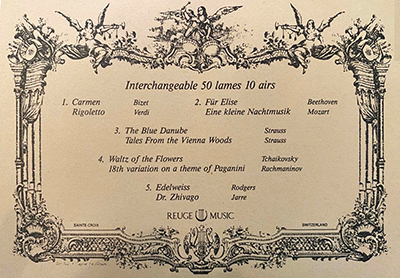 Interchangeable 50 lames 10 airs
1. Carmen Bizet 2. Für Elise Beethoven
Rigoletto Verdi Eine kleine Nachtmusik Mozart
3. The Blue Danube Strauss
Tales From the Vienna Woods Strauss
4. Waltz of the Flowers Tchaikovsky
18th variation on a theme of Paganini Rachmaninov
5. Edelweiss Rodgers
Dr. Zhivago Jarre
REUGE MUSIC
SAINTE-CROIX SWITZERLAND